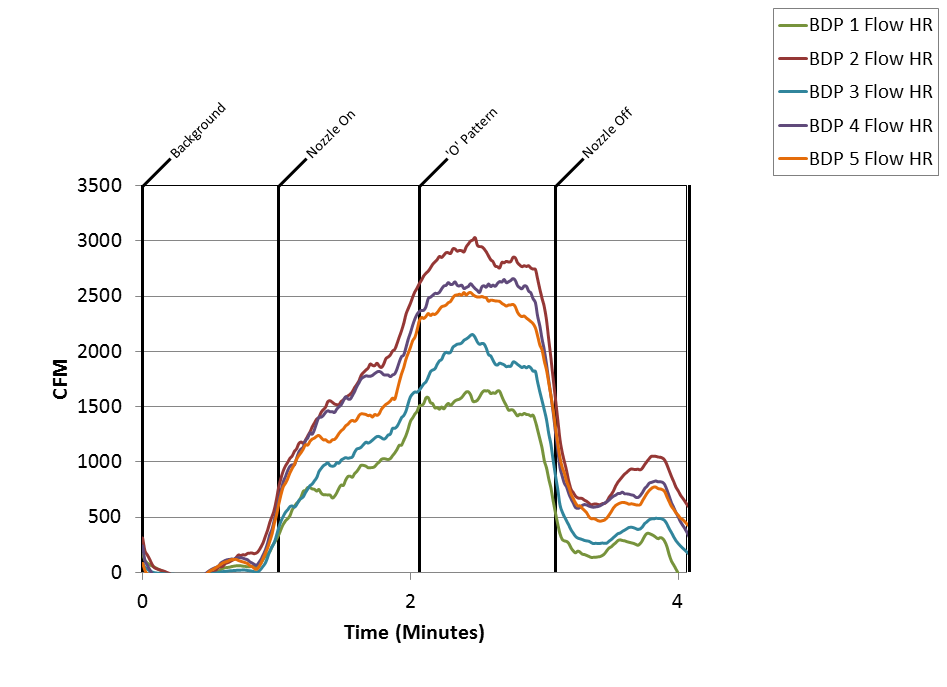 BDP 1 Flow HR
BDP 2 Flow HR
BDP 3 Flow HR
BDP 4 Flow HR
BDP 5 Flow HR
Background
Nozzle On
'O' Pattern
Nozzle Off
3500
3000
2500
2000
1500
1000
500
0
CFM
0 2 4
Time (Minutes)